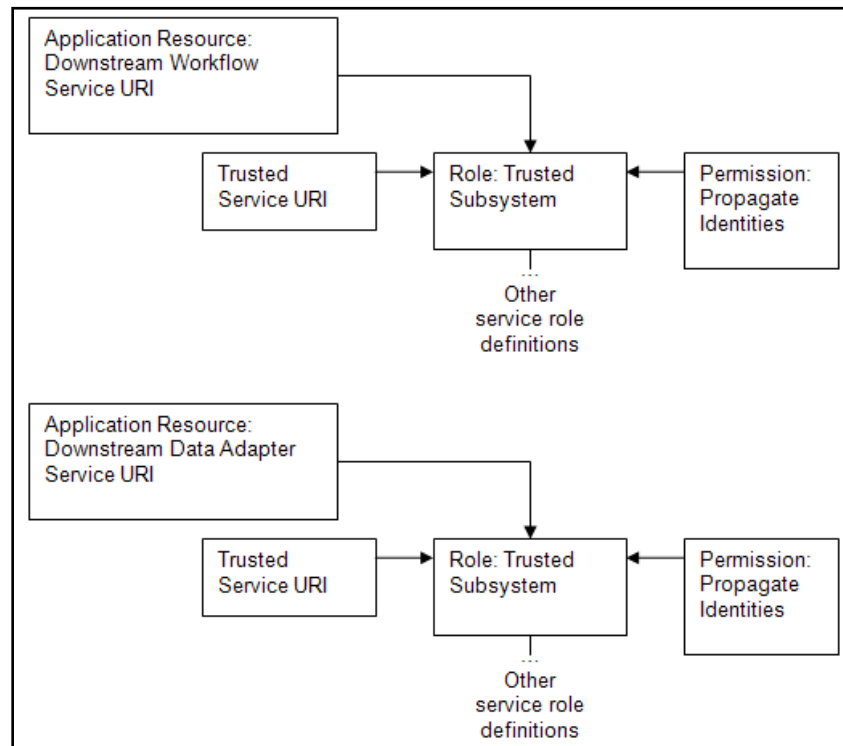 Application Resource:
Downstream Workflow
Service URI
Trusted
Service URI
Role: Trusted
Subsystem
Permission:
Propagate
Identities
...
Other
service role
definitions
Application Resource:
Downstream Data Adapter
Service URI
Trusted
Service URI
Role: Trusted
Subsystem
Permission:
Propagate
Identities
...
Other
service role
definitions